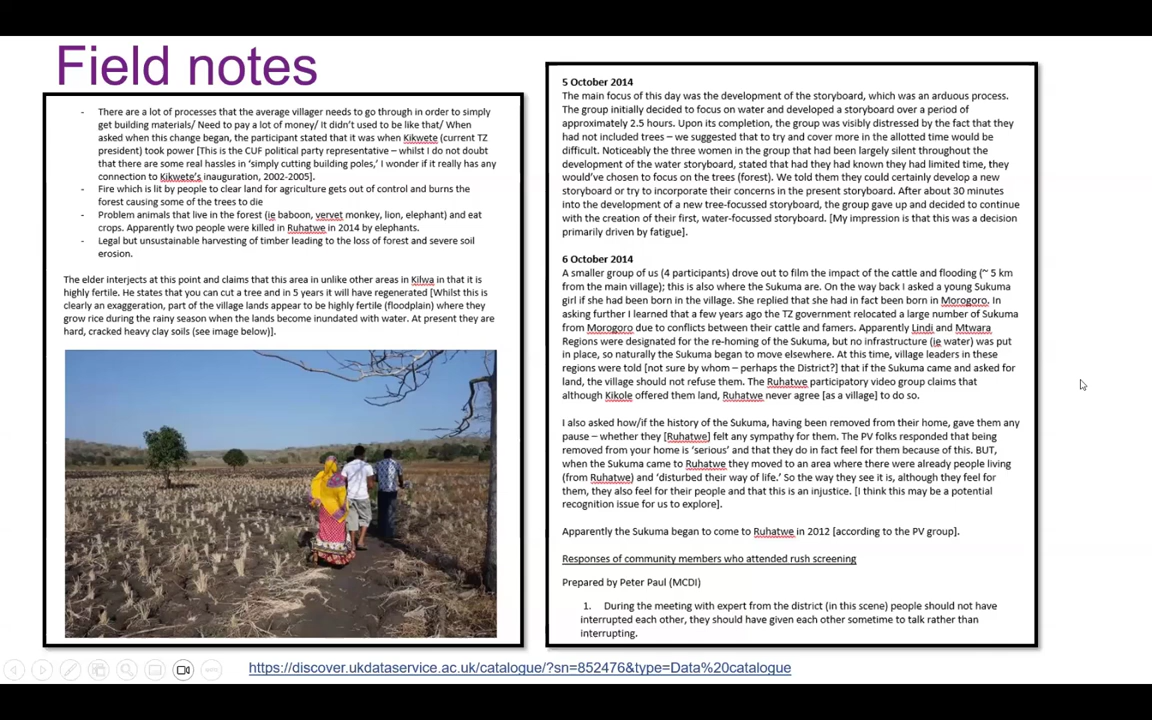 Field notes
- There are a lot of processes that the average villager needs to go through in order to simply
get building materials/ Need to pay a lot of money/ it didn't used to be like that/ When
asked when this change began, the participant stated that it was when Kikwete (current TZ
president) took power [This is the CUF political party representative – whilst I do not doubt
that there are some real hassles in 'simply cutting building poles,' I wonder if it really has any
connection to Kikwete's inauguration, 2002-2005].
- Fire which is lit by people to clear land for agriculture gets out of control and burns the
forest causing some of the trees to die
- Problem animals that live in the forest (ie baboon, vervet monkey, lion, elephant) and eat
crops. Apparently two people were killed in Ruhatwe in 2014 by elephants.
- Legal but unsustainable harvesting of timber leading to the loss of forest and severe soil
erosion.
The elder interjects at this point and claims that this area in unlike other areas in Kilwa in that it is
highly fertile. He states that you can cut a tree and in 5 years it will have regenerated [Whilst this is
clearly an exaggeration, part of the village lands appear to be highly fertile (floodplain) where they
grow rice during the rainy season when the lands become inundated with water. At present they are
hard, cracked heavy clay soils (see image below)].
5 October 2014
The main focus of this day was the development of the storyboard, which was an arduous process.
The group initially decided to focus on water and developed a storyboard over a period of
approximately 2.5 hours. Upon its completion, the group was visibly distressed by the fact that they
had not included trees – we suggested that to try and cover more in the allotted time would be
difficult. Noticeably the three women in the group that had been largely silent throughout the
development of the water storyboard, stated that had they had known they had limited time, they
would've chosen to focus on the trees (forest). We told them they could certainly develop a new
storyboard or try to incorporate their concerns in the present storyboard. After about 30 minutes
into the development of a new tree-focussed storyboard, the group gave up and decided to continue
with the creation of their first, water-focussed storyboard. [My impression is that this was a decision
primarily driven by fatigue].
6 October 2014
A smaller group of us (4 participants) drove out to film the impact of the cattle and flooding (~ 5 km
from the main village); this is also where the Sukuma are. On the way back I asked a young Sukuma
girl if she had been born in the village. She replied that she had in fact been born in Morogoro. In
asking further I learned that a few years ago the TZ government relocated a large number of Sukuma
from Morogoro due to conflicts between their cattle and famers. Apparently Lindi and Mtwara
Regions were designated for the re-homing of the Sukuma, but no infrastructure (ie water) was put
in place, so naturally the Sukuma began to move elsewhere. At this time, village leaders in these
regions were told [not sure by whom – perhaps the District?] that if the Sukuma came and asked for
land, the village should not refuse them. The Ruhatwe participatory video group claims that
although Kikole offered them land, Ruhatwe never agree [as a village] to do so.
I also asked how/if the history of the Sukuma, having been removed from their home, gave them any
pause – whether they [Ruhatwe] felt any sympathy for them. The PV folks responded that being
removed from your home is 'serious' and that they do in fact feel for them because of this. BUT,
when the Sukuma came to Ruhatwe they moved to an area where there were already people living
(from Ruhatwe) and 'disturbed their way of life.' So the way they see it is, although they feel for
them, they also feel for their people and that this is an injustice. [I think this may be a potential
recognition issue for us to explore].
Apparently the Sukuma began to come to Ruhatwe in 2012 [according to the PV group].
Responses of community members who attended rush screening
Prepared by Peter Paul (MCDI)
1. During the meeting with expert from the district (in this scene) people should not have
interrupted each other, they should have given each other sometime to talk rather than
interrupting.
https://discover.ukdataservice.ac.uk/catalogue/?sn=852476&type=Data%20catalogue